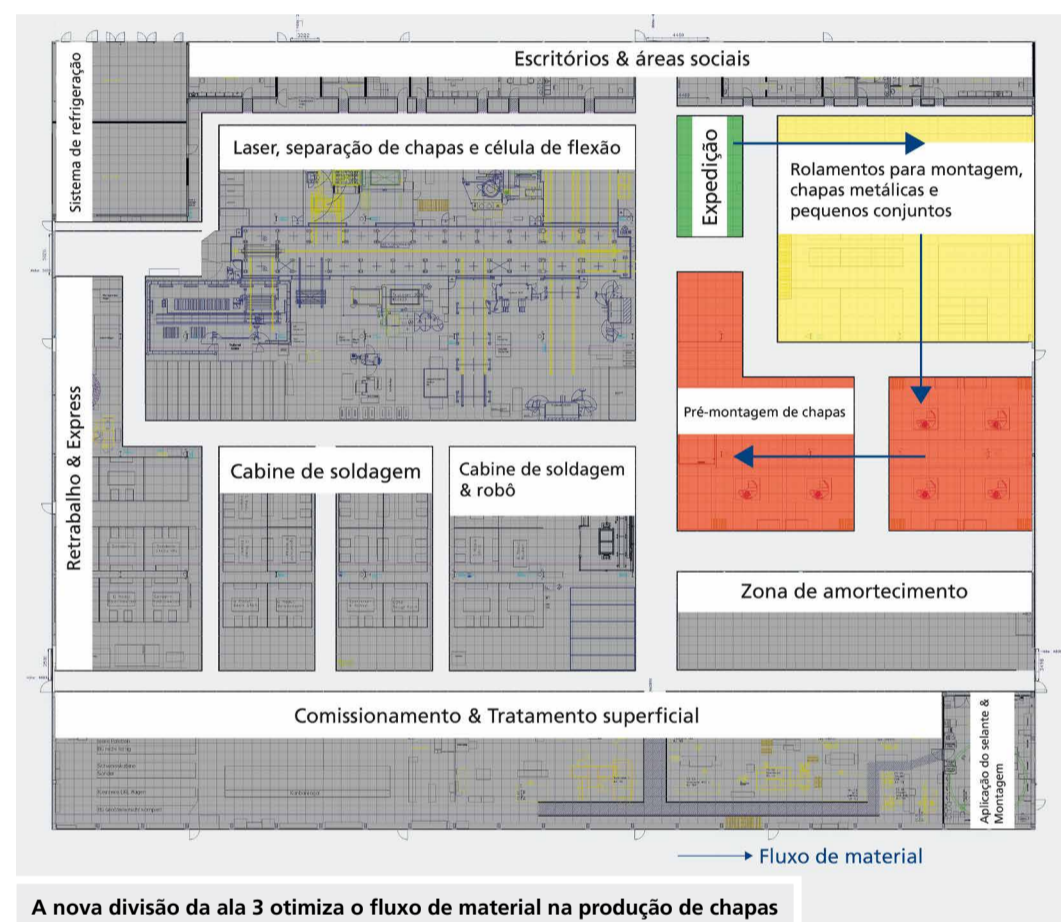 Escritórios & áreas sociais
Sistema de refrigeração
Laser, separação de chapas e célula de flexão
Expedição
Rolamentos para montagem,
chapas metálicas e
pequenos conjuntos
Retrabalho & Express
Pré-montagem de chapas
Cabine de soldagem
Cabine de soldagem
& robô
Zona de amortecimento
Comissionamento & Tratamento superficial
Aplicação do selante &
Montagem
Fluxo de material
A nova divisão da ala 3 otimiza o fluxo de material na produção de chapas